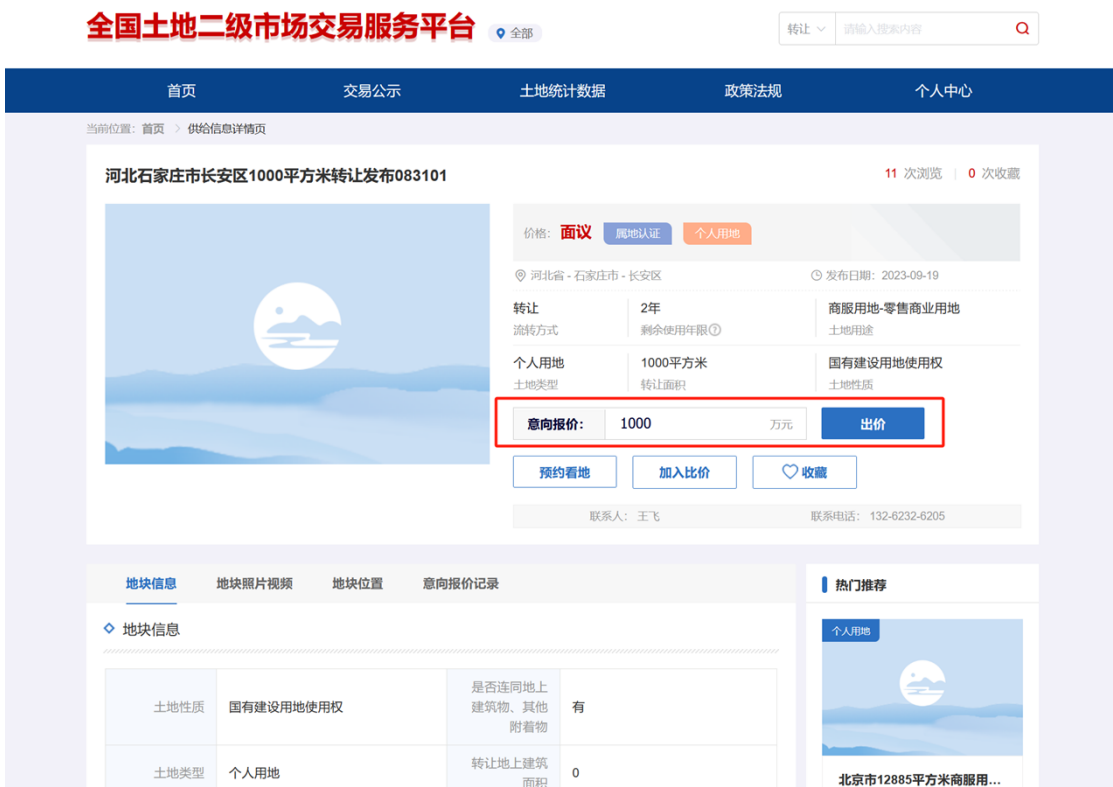 全国土地二级市场交易服务平台 全部 转让 请输入搜索内容
首页 交易公示 土地统计数据 政策法规 个人中心
当前位置: 首页 > 供给信息详情页
河北石家庄市长安区1000平方米转让发布083101 11 次浏览 | 0 次收藏
价格: 面议 属地认证 个人用地
河北省 - 石家庄市 - 长安区 发布日期: 2023-09-19
转让 2年 商服用地-零售商业用地
流转方式 剩余使用年限? 土地用途
个人用地 1000平方米 国有建设用地使用权
土地类型 转让面积 土地性质
意向报价: 1000 万元 出价
预约看地 加入比价 收藏
联系人: 王飞 联系电话: 132-6232-6205
地块信息 地块照片视频 地块位置 意向报价记录
热门推荐
地块信息
土地性质 国有建设用地使用权
是否连同地上
建筑物、其他
附着物
有
土地类型 个人用地
转让地上建筑
面积
0
个人用地
北京市12885平方米商服用...